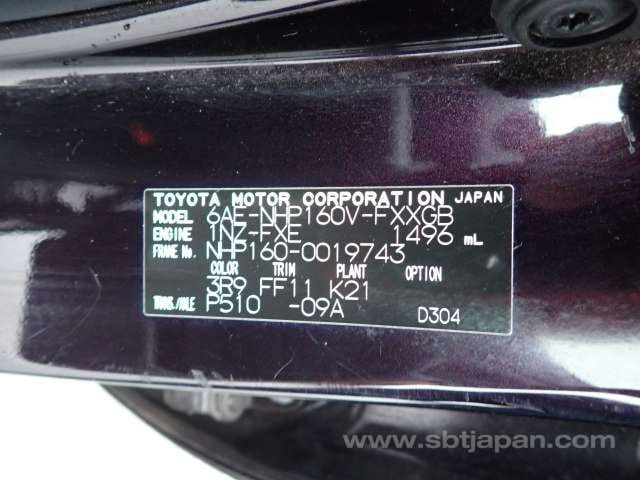 TOYOTA MOTOR CORPORATION JAPAN
MODEL 6AE-NHP160V-FXXGB
ENGINE 1NZ-FXE 1496 mL
FRAME No. NHP160-0019743
COLOR TRIM PLANT OPTION
3R9 FF11 K21
TRANS./AXLE P510 -09A D304
www.sbtjapan.com